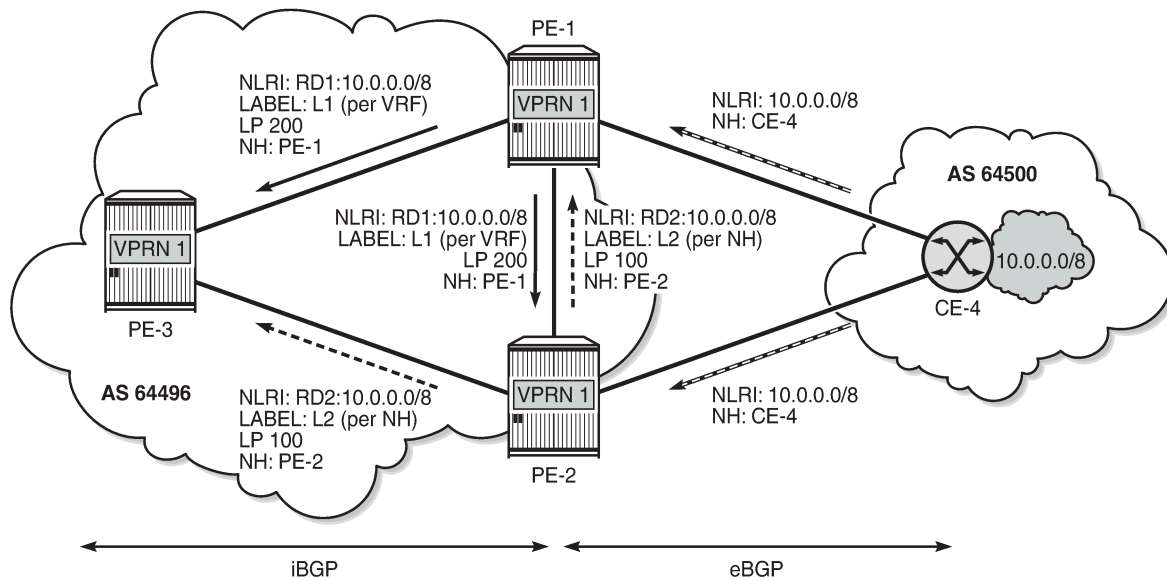 PE-1
NLRI: RD1:10.0.0.0/8
LABEL: L1 (per VRF)
LP 200
NH: PE-1
VPRN 1
NLRI: 10.0.0.0/8
NH: CE-4
AS 64500
NLRI: RD1:10.0.0.0/8
LABEL: L1 (per VRF)
LP 200
NH: PE-1
NLRI: RD2:10.0.0.0/8
LABEL: L2 (per NH)
LP 100
NH: PE-2
VPRN 1
PE-3
10.0.0.0/8
CE-4
AS 64496
NLRI: RD2:10.0.0.0/8
LABEL: L2 (per NH)
LP 100
NH: PE-2
VPRN 1
PE-2
NLRI: 10.0.0.0/8
NH: CE-4
iBGP
eBGP